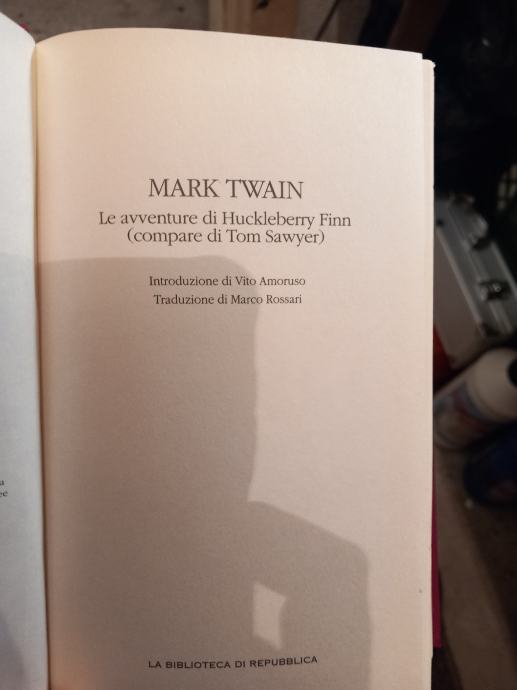 MARK TWAIN
Le avventure di Huckleberry Finn
(compare di Tom Sawyer)
Introduzione di Vito Amoruso
Traduzione di Marco Rossari
LA BIBLIOTECA DI REPUBBLICA